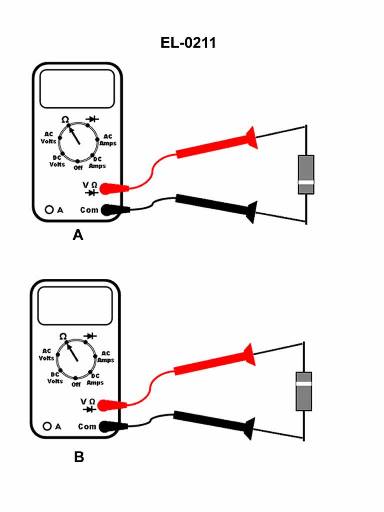 EL-0211
Ω
AC
Volts
AC
Amps
DC
Volts
Off
DC
Amps
V Ω
A
Com
A
Ω
AC
Volts
AC
Amps
DC
Volts
Off
DC
Amps
V Ω
A
Com
B